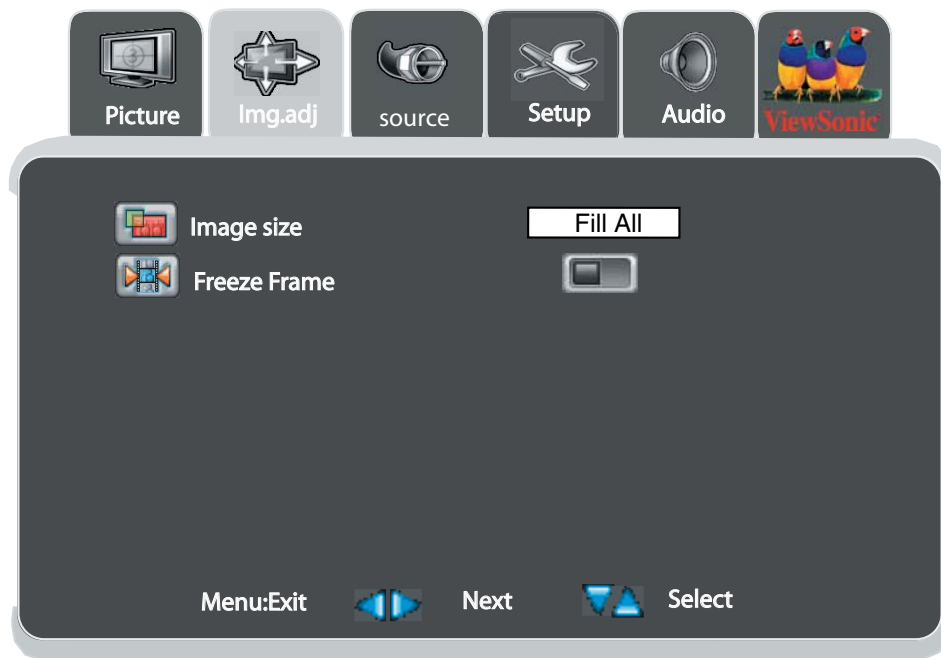 Picture
Img.adj
source
Setup
Audio
ViewSonic
Image size
Fill All
Freeze Frame
Menu:Exit
Next
Select